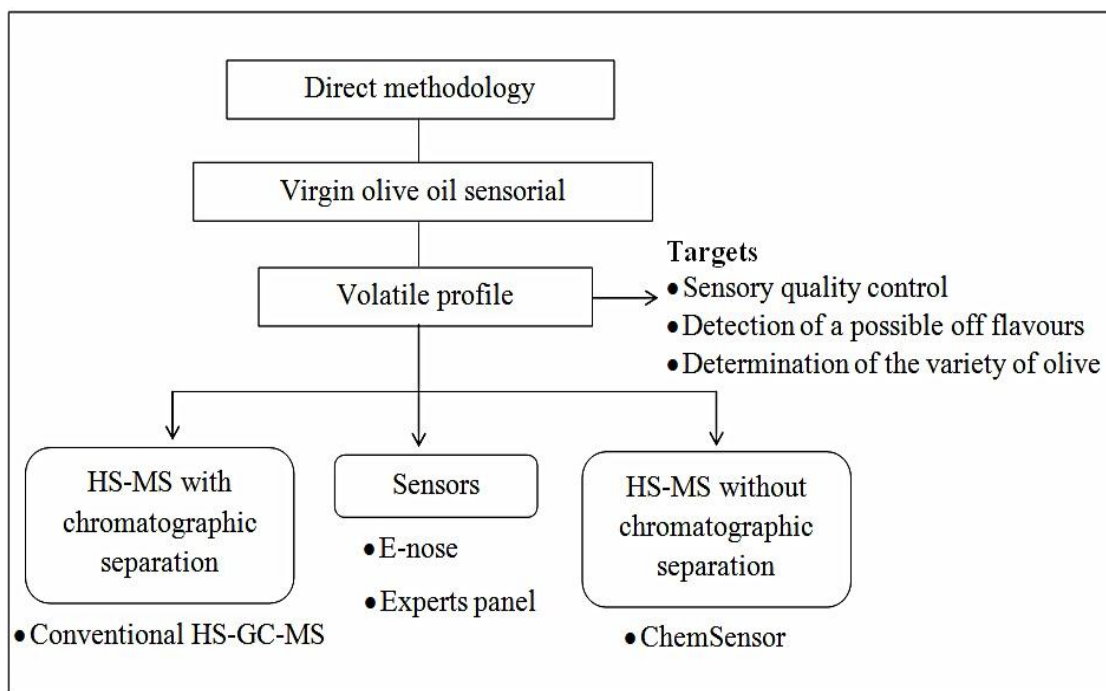 Direct methodology
Virgin olive oil sensorial
Volatile profile
Targets
•Sensory quality control
•Detection of a possible off flavours
•Determination of the variety of olive
HS-MS with
chromatographic
separation
•Conventional HS-GC-MS
Sensors
•E-nose
•Experts panel
HS-MS without
chromatographic
separation
•ChemSensor